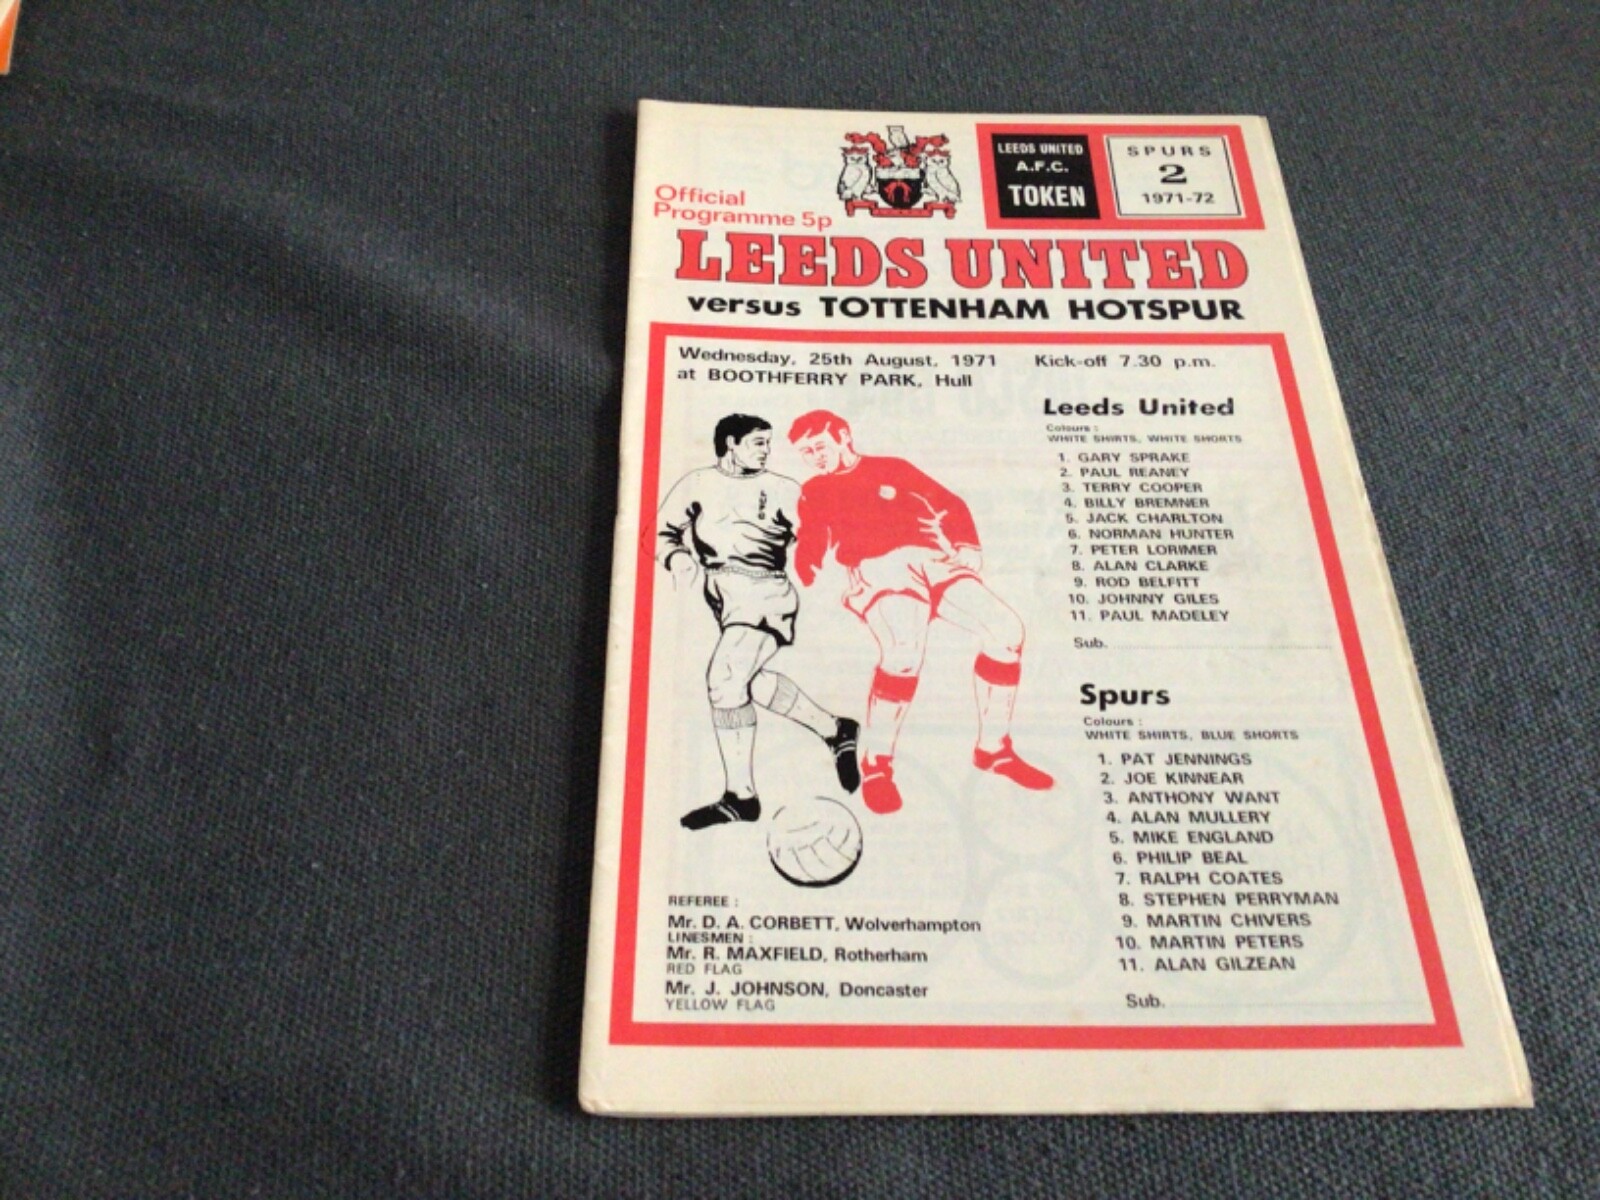 LEEDS UNITED
A.F.C.
TOKEN
SPURS
2
1971-72
Official
Programme 5p
LEEDS UNITED
versus TOTTENHAM HOTSPUR
Wednesday, 25th August, 1971 Kick-off 7.30 p.m.
at BOOTHFERRY PARK, Hull
Leeds United
Colours :
WHITE SHIRTS, WHITE SHORTS
1. GARY SPRAKE
2. PAUL REANEY
3. TERRY COOPER
4. BILLY BREMNER
5. JACK CHARLTON
6. NORMAN HUNTER
7. PETER LORIMER
8. ALAN CLARKE
9. ROD BELFITT
10. JOHNNY GILES
11. PAUL MADELEY
Sub.
LUFC
Spurs
Colours :
WHITE SHIRTS, BLUE SHORTS
1. PAT JENNINGS
2. JOE KINNEAR
3. ANTHONY WANT
4. ALAN MULLERY
5. MIKE ENGLAND
6. PHILIP BEAL
7. RALPH COATES
8. STEPHEN PERRYMAN
9. MARTIN CHIVERS
10. MARTIN PETERS
11. ALAN GILZEAN
Sub.
REFEREE :
Mr. D. A. CORBETT, Wolverhampton
LINESMEN :
Mr. R. MAXFIELD, Rotherham
RED FLAG
Mr. J. JOHNSON, Doncaster
YELLOW FLAG